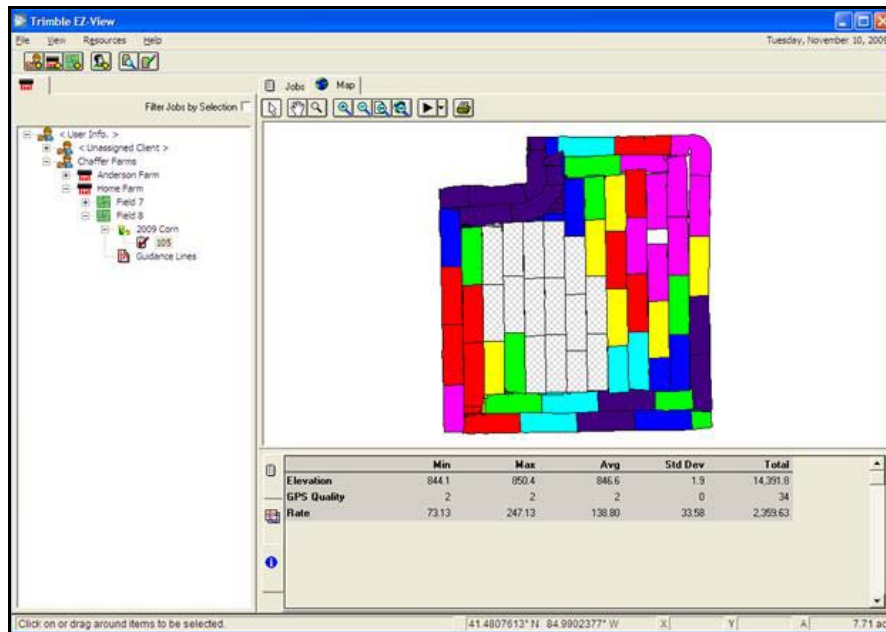 Trimble EZ-View
File View Resources Help
Tuesday, November 10, 2009
Jobs Map
Filter Jobs by Selection
< User Info. >
< Unassigned Client >
Chaffer Farms
Anderson Farm
Home Farm
Field 7
Field 8
2009 Corn
105
Guidance Lines
Min Max Avg Std Dev Total
Elevation 844.1 850.4 846.6 1.9 14,391.8
GPS Quality 2 2 2 0 34
Rate 73.13 247.13 138.80 33.58 2,359.63
Click on or drag around items to be selected. 41.4807613° N 84.9902377° W X Y A 7.71 ac